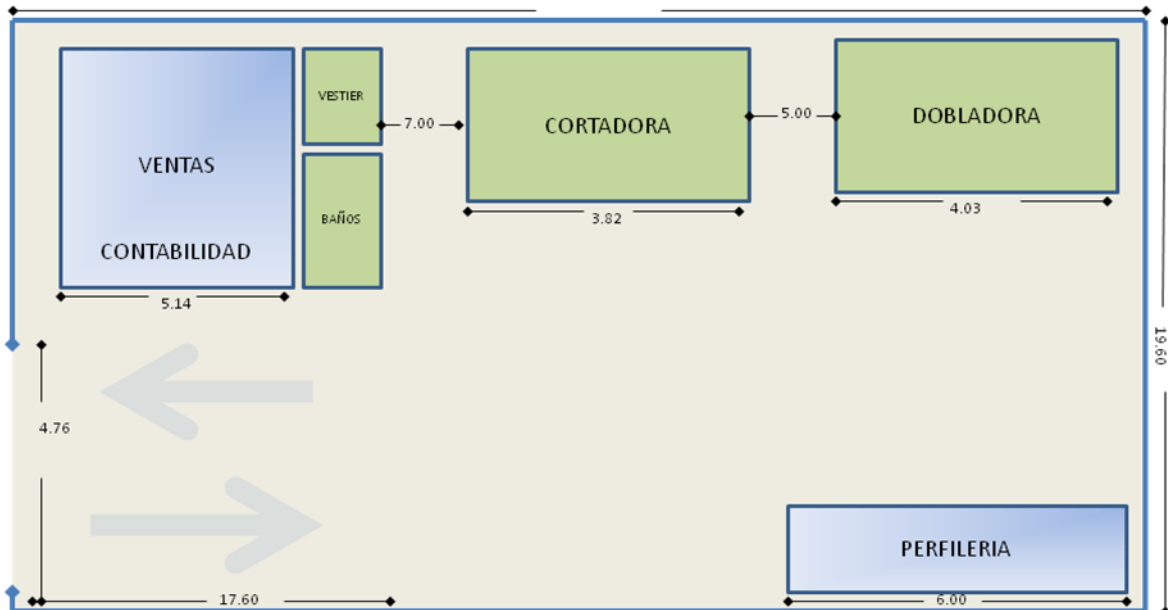 VESTIER
7.00
CORTADORA
5.00
DOBLADORA
VENTAS
CONTABILIDAD
BAÑOS
3.82
4.03
5.14
19.60
4.76
PERFILERIA
17.60
6.00